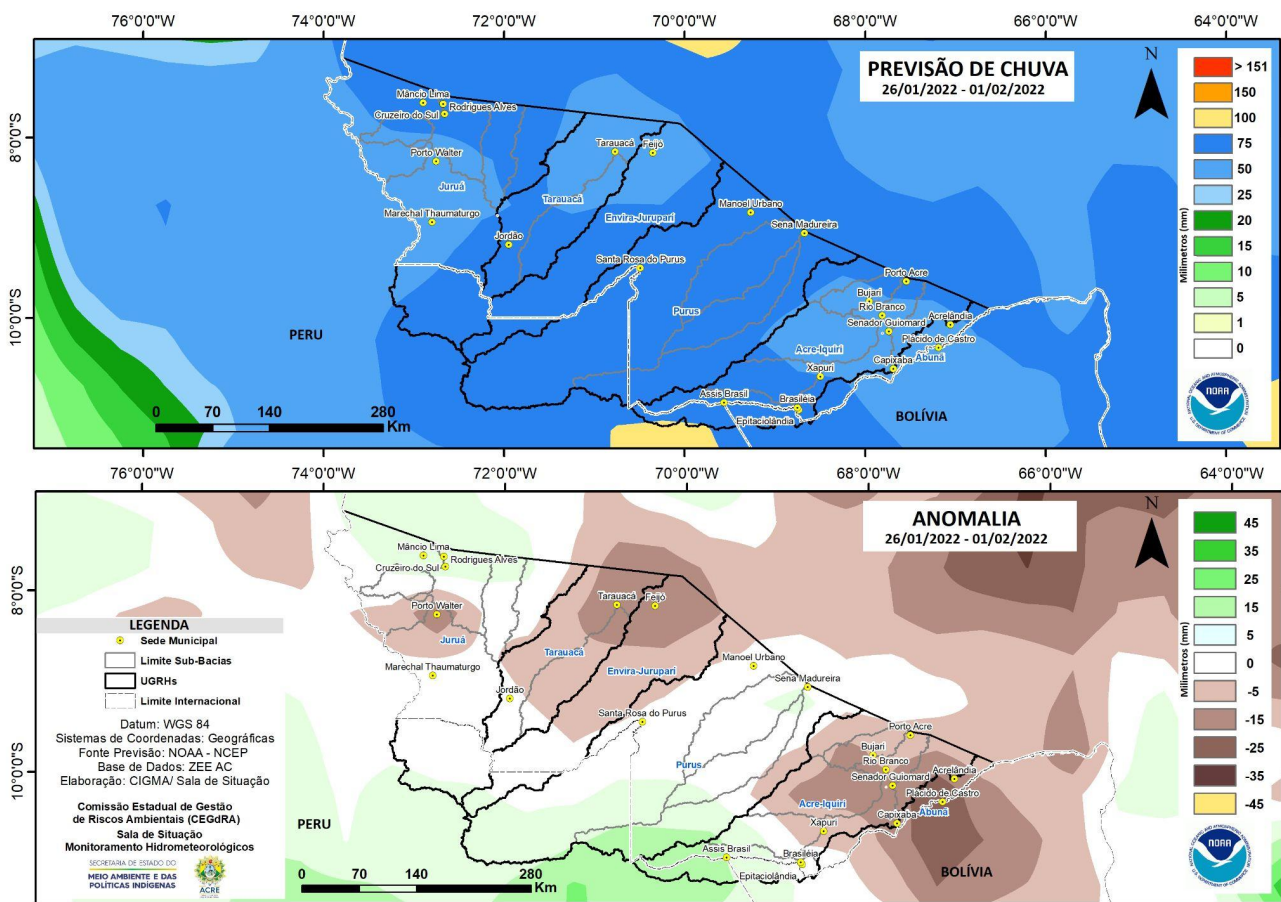 76°0'0"W
74°0'0"W
72°0'0"W
70°0'0"W
68°0'0"W
66°0'0"W
64°0'0"W
PREVISÃO DE CHUVA
26/01/2022 - 01/02/2022
N
> 151
150
100
75
50
25
20
15
10
5
1
0
Milimetros (mm)
NOAA
8°0'0"S
10°0'0"S
Mâncio Lima
Rodrigues Alves
Cruzeiro do Sul
Porto Walter
Juruá
Marechal Thaumaturgo
Tarauacá
Feijó
Tarauacá
Envira-Jurupari
Jordão
Manoel Urbano
Sena Madureira
Santa Rosa do Purus
Purus
Porto Acre
Bujari
Rio Branco
Senador Guiomard
Acrelândia
Plácido de Castro
Acre-Iquiri
Capixaba
Abunã
Xapuri
Assis Brasil
Brasiléia
Epitaciolândia
PERU
BOLÍVIA
0 70 140 280
Km
76°0'0"W
74°0'0"W
72°0'0"W
70°0'0"W
68°0'0"W
66°0'0"W
64°0'0"W
ANOMALIA
26/01/2022 - 01/02/2022
N
45
35
25
15
5
0
-5
-15
-25
-35
-45
Milimetros (mm)
NOAA
8°0'0"S
10°0'0"S
Mâncio Lima
Rodrigues Alves
Cruzeiro do Sul
Porto Walter
Juruá
Marechal Thaumaturgo
Tarauacá
Feijó
Tarauacá
Envira-Jurupari
Jordão
Manoel Urbano
Sena Madureira
Santa Rosa do Purus
Purus
Porto Acre
Bujari
Rio Branco
Senador Guiomard
Acrelândia
Plácido de Castro
Acre-Iquiri
Capixaba
Abunã
Xapuri
Assis Brasil
Brasiléia
Epitaciolândia
PERU
BOLÍVIA
0 70 140 280
Km
LEGENDA
Sede Municipal
Limite Sub-Bacias
UGRHs
Limite Internacional
Datum: WGS 84
Sistemas de Coordenadas: Geográficas
Fonte Previsão: NOAA - NCEP
Base de Dados: ZEE AC
Elaboração: CIGMA/ Sala de Situação
Comissão Estadual de Gestão
de Riscos Ambientais (CEGdRA)
Sala de Situação
Monitoramento Hidrometeorológicos
SECRETARIA DE ESTADO DO
MEIO AMBIENTE E DAS
POLÍTICAS INDÍGENAS
ACRE